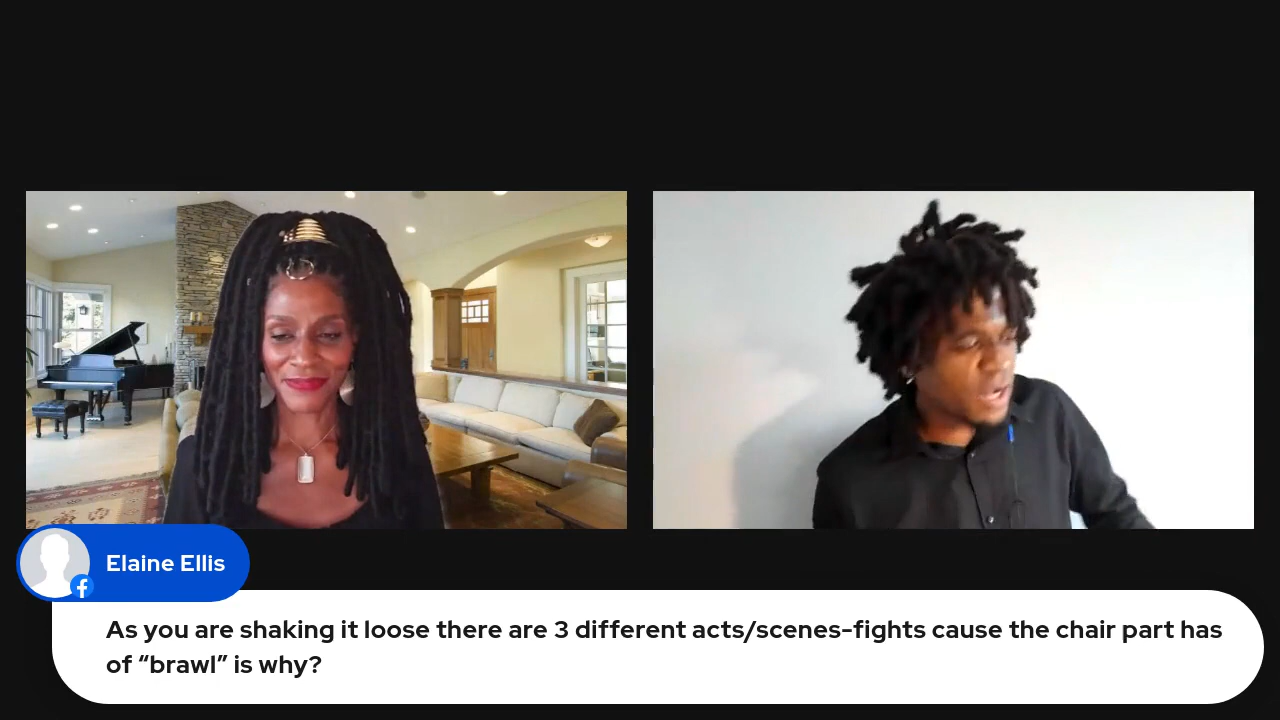 Elaine Ellis
As you are shaking it loose there are 3 different acts/scenes-fights cause the chair part has
of “brawl” is why?